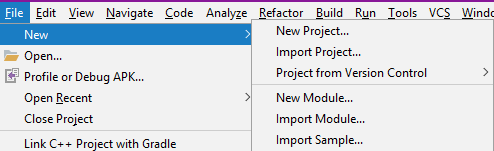 File Edit View Navigate Code Analyze Refactor Build Run Tools VCS
New
Open...
Profile or Debug APK...
Open Recent
Close Project
Link C++ Project with Gradle
New Project...
Import Project...
Project from Version Control
New Module...
Import Module...
Import Sample...